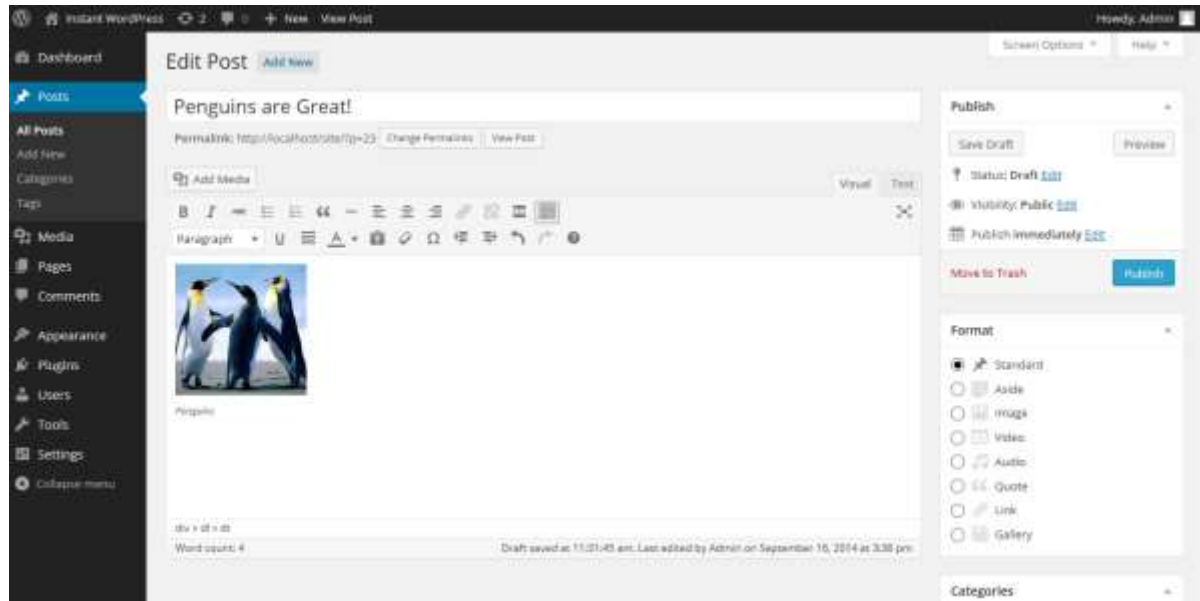 Instant WordPress 2 0 + New View Post Howdy, Admin
Screen Options Help
Dashboard
Posts
All Posts
Add New
Categories
Tags
Media
Pages
Comments
Appearance
Plugins
Users
Tools
Settings
Collapse menu
Edit Post Add New
Penguins are Great!
Permalink: http://localhost/site/?p=23 Change Permalinks View Post
Add Media
Visual Text
B I
Paragraph U A Ω
Penguins
div » dl » dt
Word count: 4 Draft saved at 11:01:45 am. Last edited by Admin on September 16, 2014 at 3:38 pm
Publish
Save Draft Preview
Status: Draft Edit
Visibility: Public Edit
Publish immediately Edit
Move to Trash Publish
Format
Standard
Aside
Image
Video
Audio
Quote
Link
Gallery
Categories